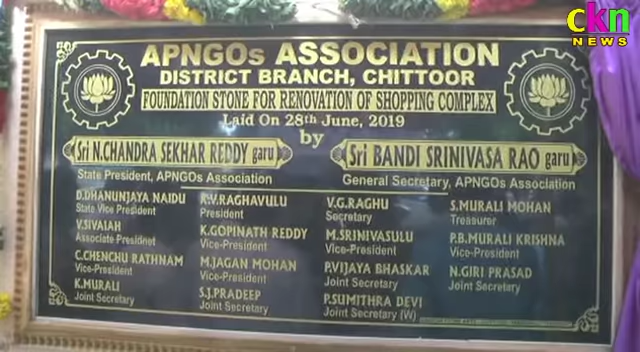 ckn
NEWS
APNGOs ASSOCIATION
DISTRICT BRANCH, CHITTOOR
FOUNDATION STONE FOR RENOVATION OF SHOPPING COMPLEX
Laid On 28th June, 2019
by
Sri N.CHANDRA SEKHAR REDDY garu
State President, APNGOs Association
Sri BANDI SRINIVASA RAO garu
General Secretary, APNGOs Association
D.DHANUNJAYA NAIDU
State Vice President
V.SIVAIAH
Associate Presidnet
C.CHENCHU RATHNAM
Vice-President
K.MURALI
Joint Secretary
R.V.RAGHAVULU
President
K.GOPINATH REDDY
Vice-President
M.JAGAN MOHAN
Vice-President
S.J.PRADEEP
Joint Secretary
V.G.RAGHU
Secretary
M.SRINIVASULU
Vice-President
P.VIJAYA BHASKAR
Joint Secretary
P.SUMITHRA DEVI
Joint Secretary (W)
S.MURALI MOHAN
Treasurer
P.B.MURALI KRISHNA
Vice-President
N.GIRI PRASAD
Joint Secretary